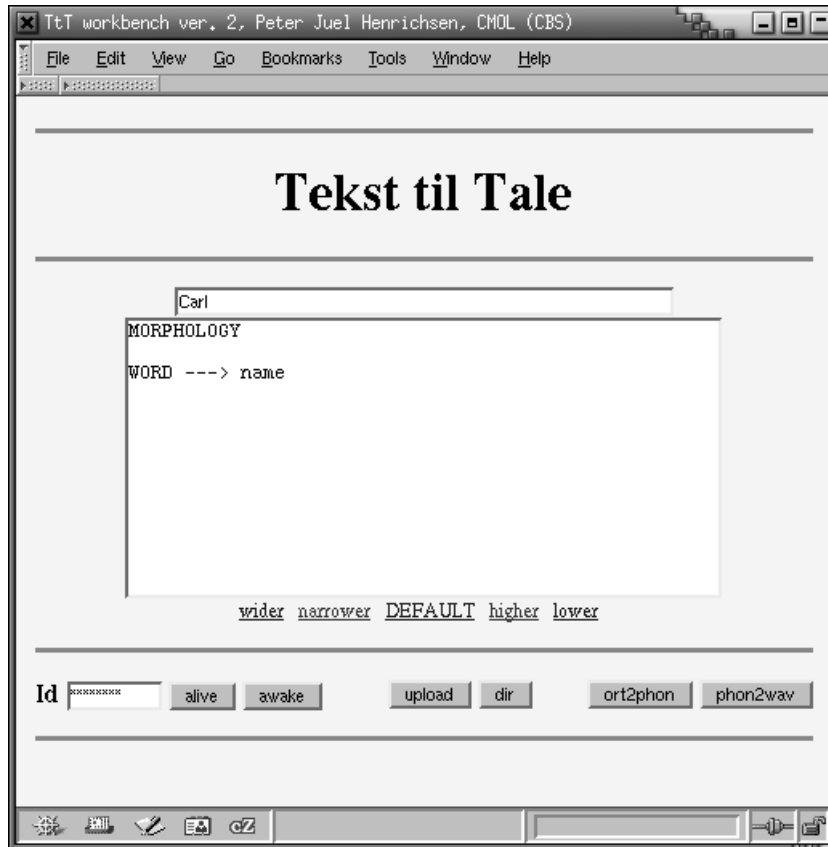 TtT workbench ver. 2, Peter Juel Henrichsen, CMOL (CBS)
File Edit View Go Bookmarks Tools Window Help
Tekst til Tale
Carl
MORPHOLOGY
WORD ---> name
wider narrower DEFAULT higher lower
Id ******** alive awake upload dir ort2phon phon2wav
cZ